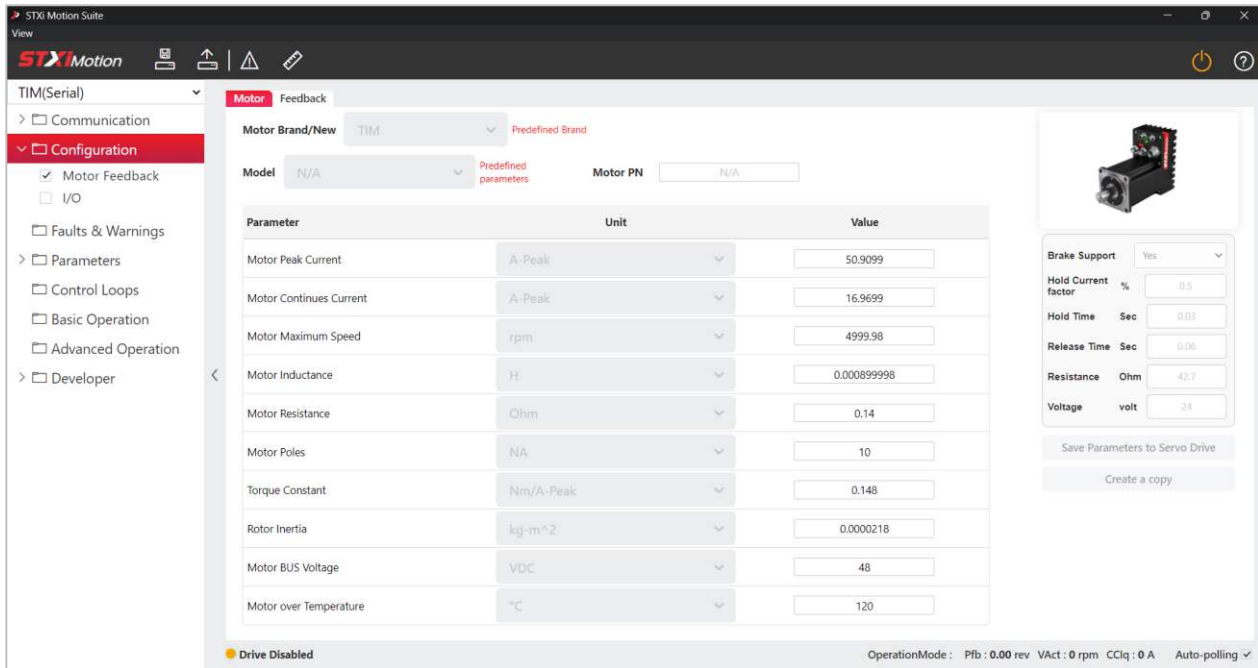 STXi Motion Suite
View
STXi Motion
TIM(Serial)
Communication
Configuration
Motor Feedback
I/O
Faults & Warnings
Parameters
Control Loops
Basic Operation
Advanced Operation
Developer
Motor Feedback
Motor Brand/New TIM Predefined Brand
Model N/A Predefined parameters Motor PN N/A
Parameter Unit Value
Motor Peak Current A-Peak 50.9099
Motor Continues Current A-Peak 16.9699
Motor Maximum Speed rpm 4999.98
Motor Inductance H 0.000899998
Motor Resistance Ohm 0.14
Motor Poles NA 10
Torque Constant Nm/A-Peak 0.148
Rotor Inertia kg-m^2 0.0000218
Motor BUS Voltage VDC 48
Motor over Temperature °C 120
Brake Support Yes
Hold Current factor % 0.5
Hold Time Sec 0.03
Release Time Sec 0.06
Resistance Ohm 42.7
Voltage volt 24
Save Parameters to Servo Drive
Create a copy
Drive Disabled
OperationMode : Pfb : 0.00 rev VAct : 0 rpm CCIq : 0 A Auto-polling